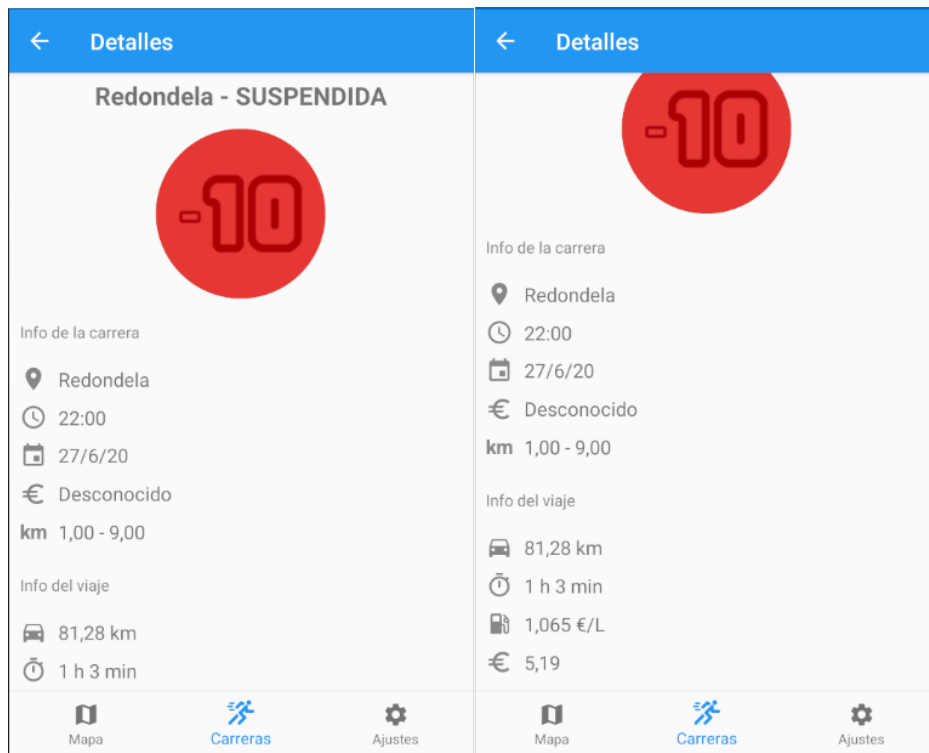 Detalles
Redondela - SUSPENDIDA
-10
Info de la carrera
Redondela
22:00
27/6/20
€ Desconocido
km 1,00 - 9,00
Info del viaje
81,28 km
1 h 3 min
Mapa
Carreras
Ajustes
Detalles
-10
Info de la carrera
Redondela
22:00
27/6/20
€ Desconocido
km 1,00 - 9,00
Info del viaje
81,28 km
1 h 3 min
1,065 €/L
€ 5,19
Mapa
Carreras
Ajustes